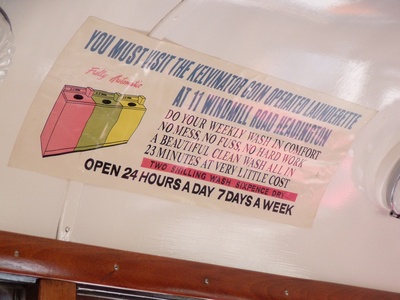 YOU MUST VISIT THE KELVINATOR COIN OPERATED LAUNDERETTE
AT 11 WINDMILL ROAD HEADINGTON
Fully Automatic
DO YOUR WEEKLY WASH IN COMFORT
NO MESS, NO FUSS, NO HARD WORK
A BEAUTIFUL CLEAN WASH ALL IN
23 MINUTES AT VERY LITTLE COST
TWO SHILLING WASH SIXPENCE DRY
OPEN 24 HOURS A DAY 7 DAYS A WEEK